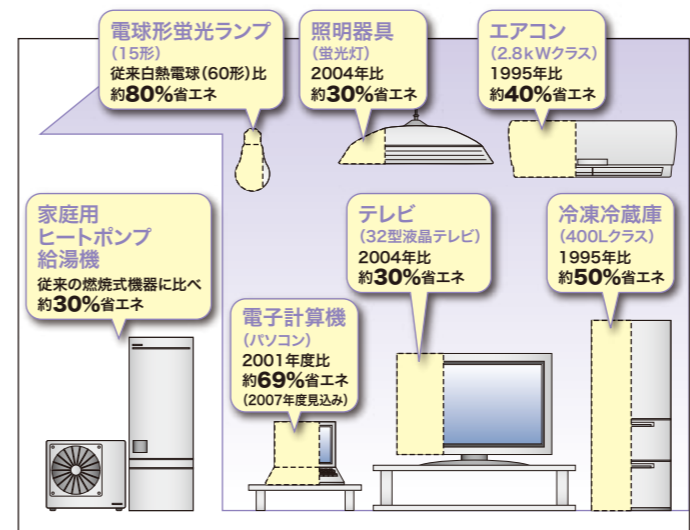 電球形蛍光ランプ
(15形)
従来白熱電球(60形)比
約80%省エネ
照明器具
(蛍光灯)
2004年比
約30%省エネ
エアコン
(2.8kWクラス)
1995年比
約40%省エネ
家庭用
ヒートポンプ
給湯機
従来の燃焼式機器に比べ
約30%省エネ
電子計算機
(パソコン)
2001年度比
約69%省エネ
(2007年度見込み)
テレビ
(32型液晶テレビ)
2004年比
約30%省エネ
冷凍冷蔵庫
(400Lクラス)
1995年比
約50%省エネ